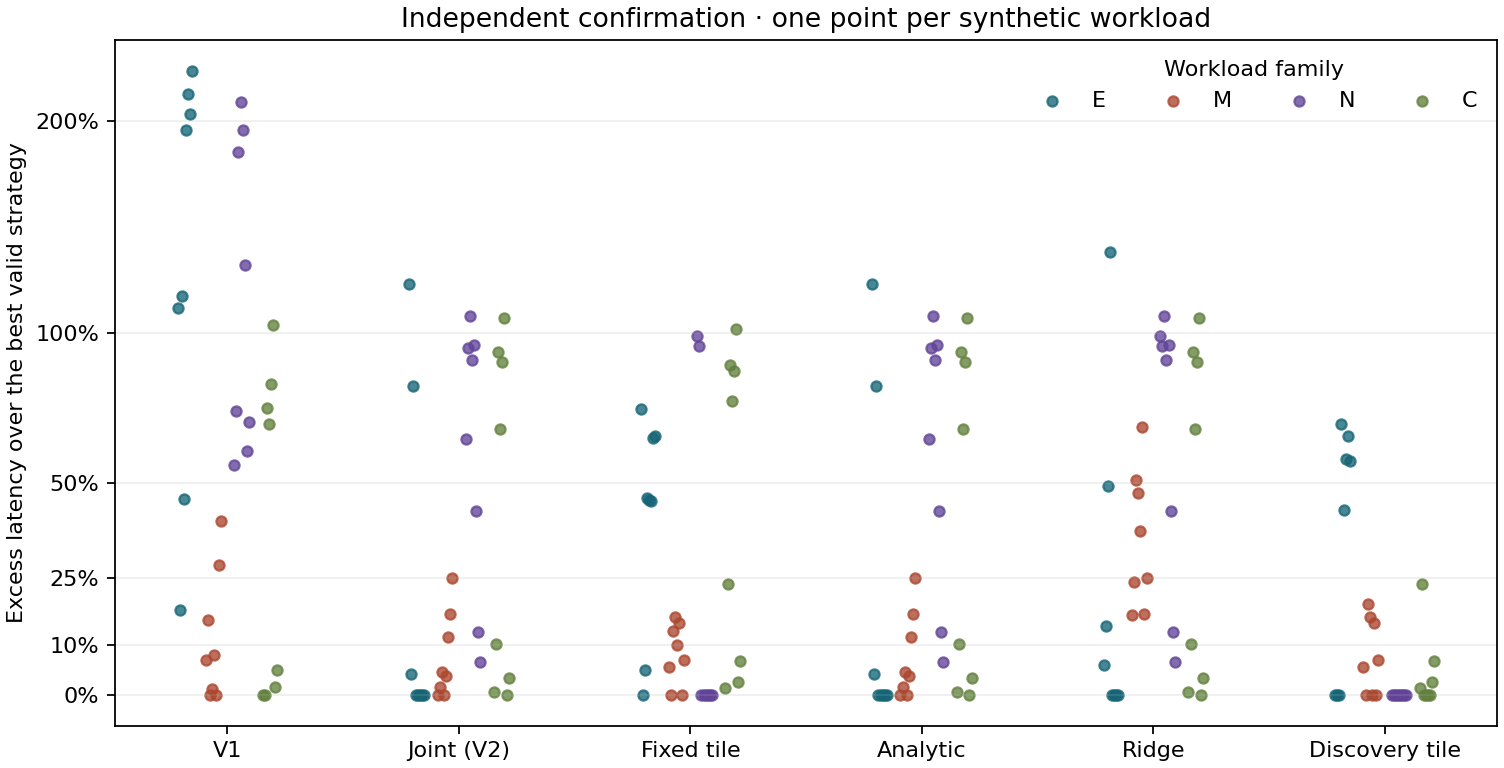 Independent confirmation · one point per synthetic workload
Excess latency over the best valid strategy
Workload family
E M N C
200%
100%
50%
25%
10%
0%
V1 Joint (V2) Fixed tile Analytic Ridge Discovery tile